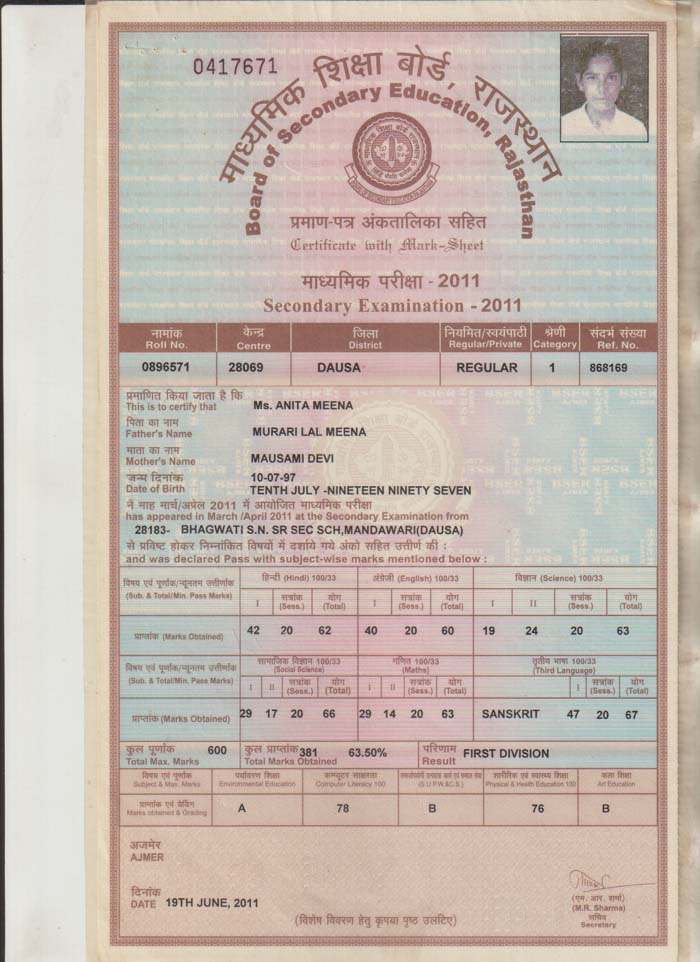 0417671
माध्यमिक शिक्षा बोर्ड, राजस्थान
Board of Secondary Education, Rajasthan
प्रमाण-पत्र अंकतालिका सहित
Certificate with Mark-Sheet
माध्यमिक परीक्षा - 2011
Secondary Examination - 2011
नामांक केन्द्र जिला नियमित/स्वयंपाठी श्रेणी संदर्भ संख्या
Roll No. Centre District Regular/Private Category Ref. No.
0896571 28069 DAUSA REGULAR 1 868169
प्रमाणित किया जाता है कि
This is to certify that Ms. ANITA MEENA
पिता का नाम
Father's Name MURARI LAL MEENA
माता का नाम
Mother's Name MAUSAMI DEVI
जन्म दिनांक 10-07-97
Date of Birth TENTH JULY -NINETEEN NINETY SEVEN
ने माह मार्च/अप्रेल 2011 में आयोजित माध्यमिक परीक्षा
has appeared in March /April 2011 at the Secondary Examination from
28183- BHAGWATI S.N. SR SEC SCH,MANDAWARI(DAUSA)
से प्रविष्ट होकर निम्नांकित विषयों में दर्शाये गये अंको सहित उत्तीर्ण की :
and was declared Pass with subject-wise marks mentioned below :
विषय एवं पूर्णांक/न्यूनतम उत्तीर्णांक हिन्दी (Hindi) 100/33 अंग्रेजी (English) 100/33 विज्ञान (Science) 100/33
(Sub. & Total/Min. Pass Marks) I सत्रांक (Sess.) योग (Total) I सत्रांक (Sess.) योग (Total) I II सत्रांक (Sess.) योग (Total)
प्राप्तांक (Marks Obtained) 42 20 62 40 20 60 19 24 20 63
विषय एवं पूर्णांक/न्यूनतम उत्तीर्णांक सामाजिक विज्ञान 100/33 गणित 100/33 तृतीय भाषा 100/33
(Social Science) (Maths) (Third Language)
(Sub. & Total/Min. Pass Marks) I II सत्रांक (Sess.) योग (Total) I II सत्रांक (Sess.) योग (Total) I सत्रांक (Sess.) योग (Total)
प्राप्तांक (Marks Obtained) 29 17 20 66 29 14 20 63 SANSKRIT 47 20 67
कुल पूर्णांक 600 कुल प्राप्तांक 381 63.50% परिणाम FIRST DIVISION
Total Max. Marks Total Marks Obtained Result
विषय एवं पूर्णांक पर्यावरण शिक्षा कम्प्यूटर साक्षरता शारीरिक एवं स्वास्थ्य शिक्षा कला शिक्षा
Subject & Max. Marks Environmental Education Computer Literacy 100 (S.U.P.W.&C.S.) Physical & Health Education 100 Art Education
प्राप्तांक एवं ग्रेडिंग A 78 B 76 B
Marks obtained & Grading
अजमेर
AJMER
दिनांक
DATE 19TH JUNE, 2011
(एम. आर. शर्मा)
(M.R. Sharma)
सचिव
Secretary
(विशेष विवरण हेतु कृपया पृष्ठ उलटिए)